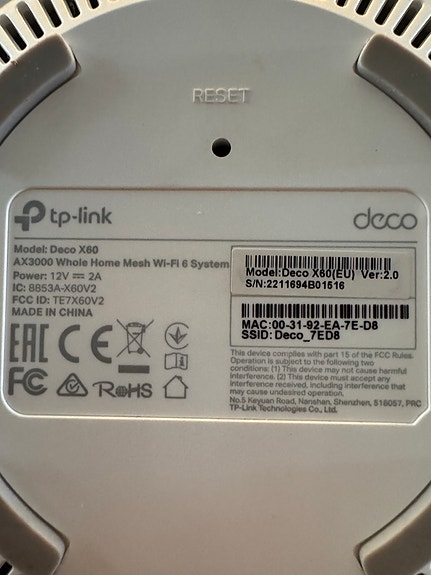 RESET
tp-link
deco
Model: Deco X60
AX3000 Whole Home Mesh Wi-Fi 6 System
Power: 12V ⎓ 2A
IC: 8853A-X60V2
FCC ID: TE7X60V2
MADE IN CHINA
Model:Deco X60(EU) Ver:2.0
S/N:2211694B01516
MAC:00-31-92-EA-7E-D8
SSID: Deco_7ED8
EAC CE
FC RoHS
This device complies with part 15 of the FCC Rules.
Operation is subject to the following two
conditions: (1) This device may not cause harmful
interference. (2) This device must accept any
interference received, including interference that
may cause undesired operation.
No.5 Keyuan Road, Nanshan, Shenzhen, 518057, PRC
TP-Link Technologies Co., Ltd.